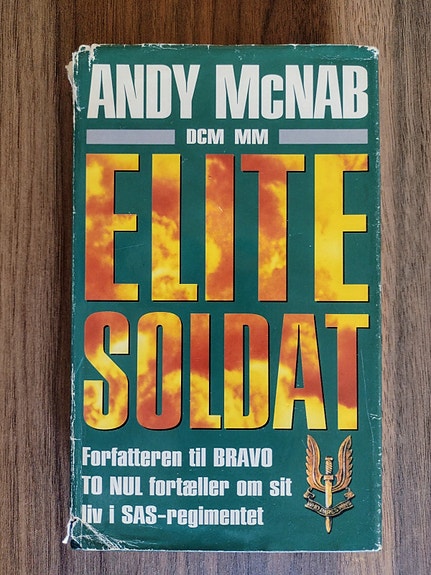 ANDY McNAB
DCM MM
ELITE
SOLDAT
Forfatteren til BRAVO
TO NUL fortæller om sit
liv i SAS-regimentet